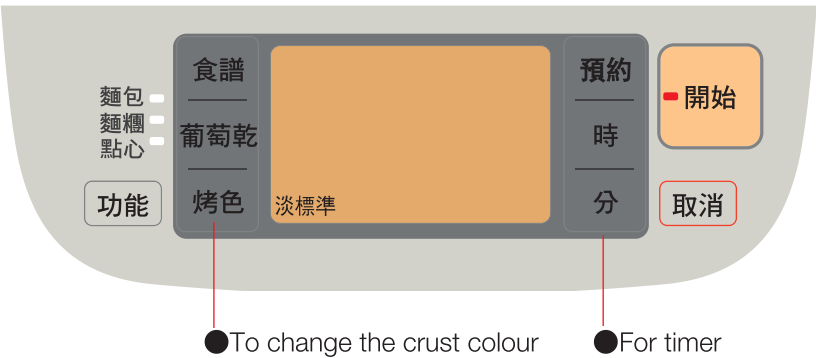 食譜
葡萄乾
烤色
麵包
麵糰
點心
功能
淡標準
預約
時
分
開始
取消
●To change the crust colour
●For timer